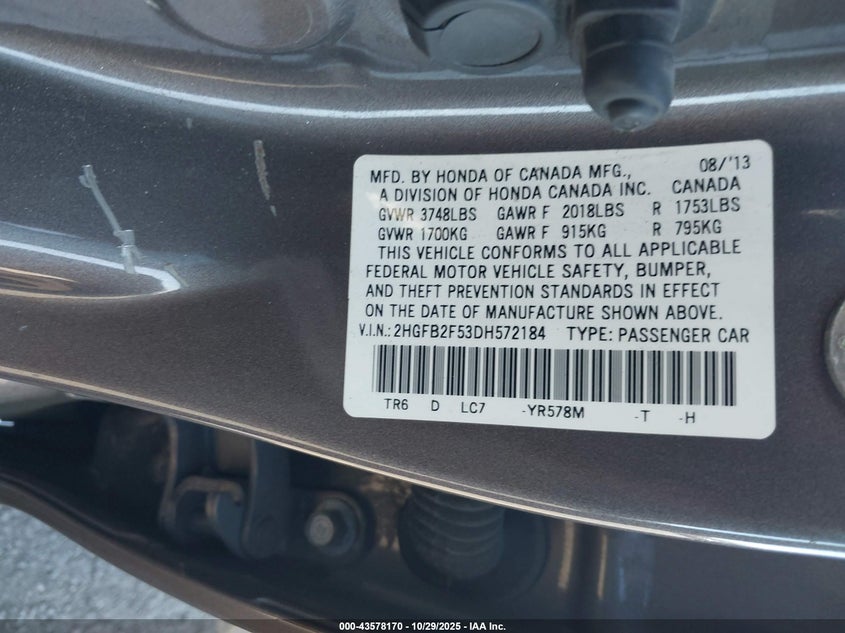 MFD. BY HONDA OF CANADA MFG., 08/'13
A DIVISION OF HONDA CANADA INC. CANADA
GVWR 3748LBS GAWR F 2018LBS R 1753LBS
GVWR 1700KG GAWR F 915KG R 795KG
THIS VEHICLE CONFORMS TO ALL APPLICABLE
FEDERAL MOTOR VEHICLE SAFETY, BUMPER,
AND THEFT PREVENTION STANDARDS IN EFFECT
ON THE DATE OF MANUFACTURE SHOWN ABOVE.
V.I.N.: 2HGFB2F53DH572184 TYPE: PASSENGER CAR
TR6 D LC7 -YR578M -T -H
000-43578170 • 10/29/2025 • IAA Inc.